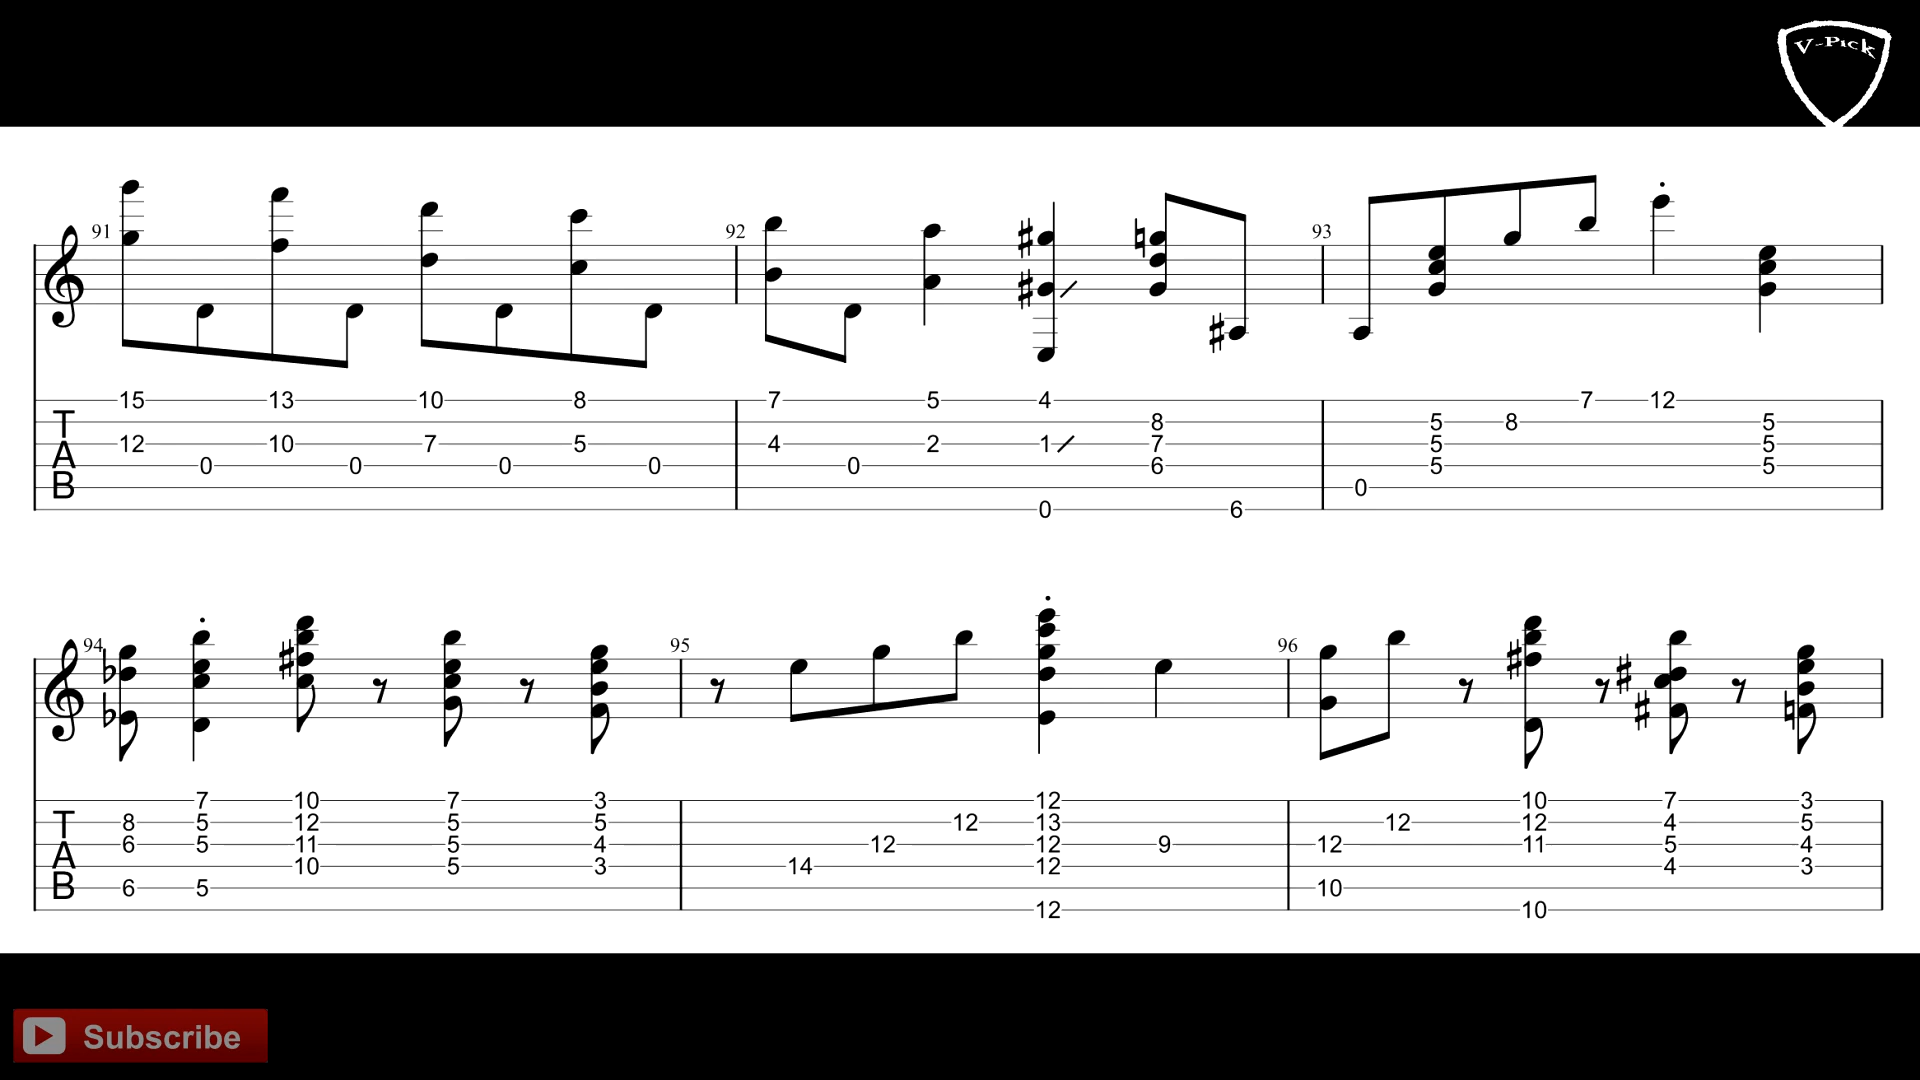 V-Pick
91 92 93
15 13 10 8 7 5 4 7 12
T 8 5 8 5
A 12 10 7 5 4 2 1 7 5 5
0 0 0 0 0 6 5 5
B 0
0 6
94 95 96
7 10 7 3 12 10 7 3
T 8 5 12 5 5 12 13 12 12 4 5
6 5 11 5 4 12 12 9 12 11 5 4
A 10 5 3 14 12 4 3
B 6 5 10
12 10
Subscribe